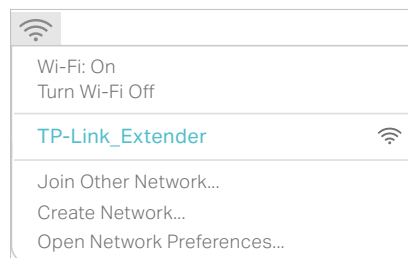 Wi-Fi: On
Turn Wi-Fi Off
TP-Link_Extender
Join Other Network...
Create Network...
Open Network Preferences...